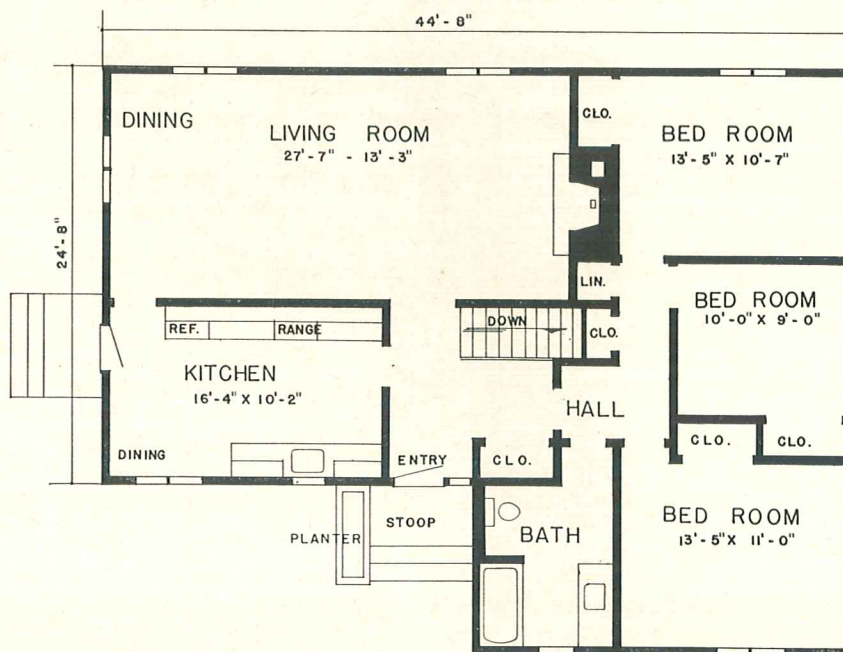 44'-8"
DINING
LIVING ROOM
27'-7" - 13'-3"
CLO.
BED ROOM
13'-5" X 10'-7"
24'-8"
LIN.
BED ROOM
10'-0" X 9'-0"
REF.
RANGE
DOWN
CLO.
KITCHEN
16'-4" X 10'-2"
HALL
DINING
ENTRY
CLO.
CLO.
CLO.
STOOP
PLANTER
BATH
BED ROOM
13'-5" X 11'-0"